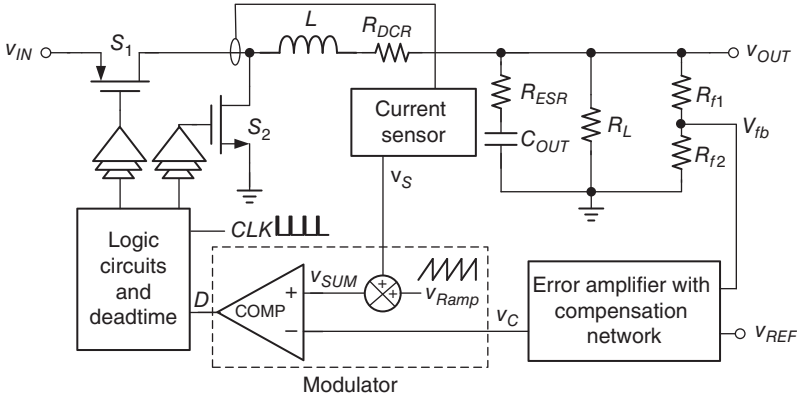 L
R_DCR
v_IN
S_1
v_OUT
R_ESR
R_f1
Current
sensor
S_2
C_OUT
R_L
V_fb
R_f2
v_S
CLK
Logic
circuits
and
deadtime
D
COMP
+
−
v_SUM
+
+
v_Ramp
v_C
Error amplifier with
compensation
network
v_REF
Modulator